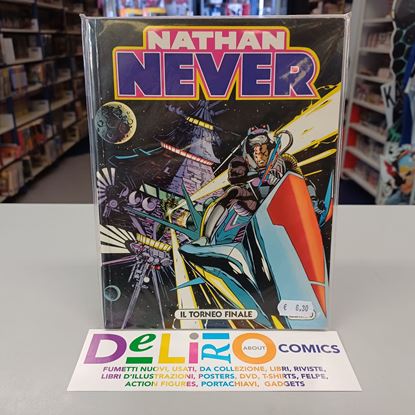 NATHAN
NEVER
IL TORNEO FINALE
€ 6,30
DeLiRiO ABOUT COMICS
FUMETTI NUOVI, USATI, DA COLLEZIONE, LIBRI, RIVISTE,
LIBRI D'ILLUSTRAZIONI, POSTERS, DVD, T-SHIRTS, FELPE,
ACTION FIGURES, PORTACHIAVI, GADGETS